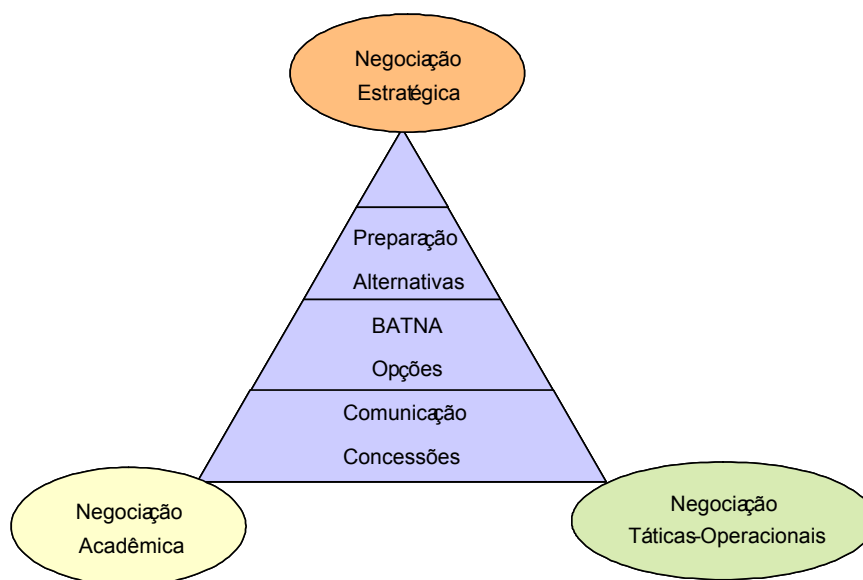 Negociação
Estratégica
Preparação
Alternativas
BATNA
Opções
Comunicação
Concessões
Negociação
Acadêmica
Negociação
Táticas-Operacionais